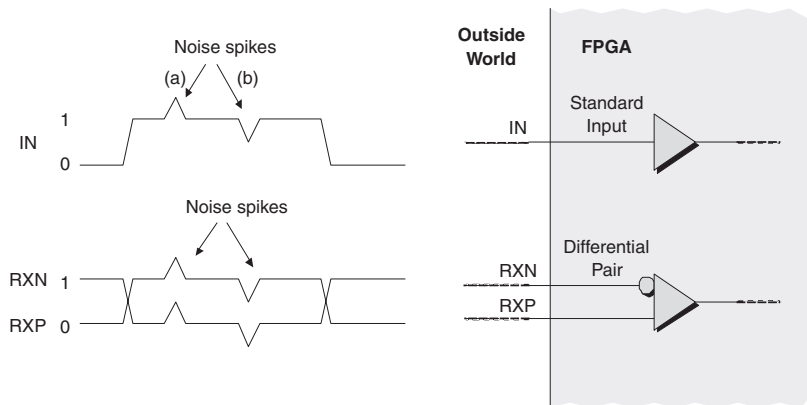 Noise spikes
(a) (b)
IN
1
0
Noise spikes
RXN 1
RXP 0
Outside World
FPGA
IN
Standard Input
RXN
RXP
Differential Pair